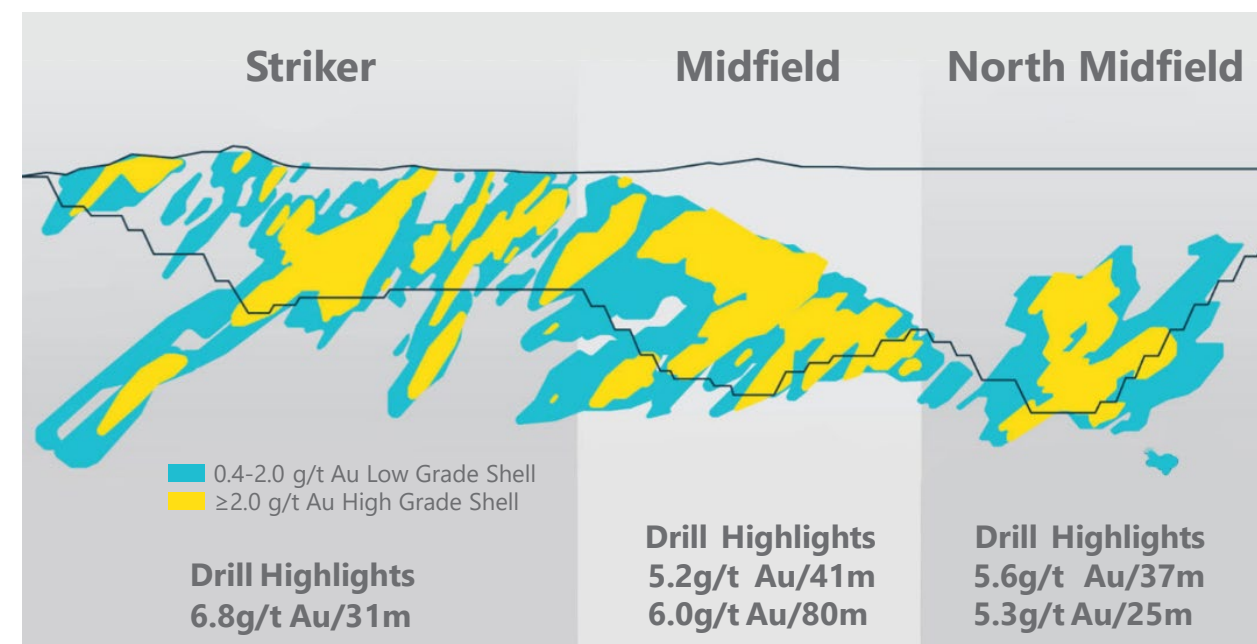 Striker
Midfield
North Midfield
0.4-2.0 g/t Au Low Grade Shell
≥2.0 g/t Au High Grade Shell
Drill Highlights
6.8g/t Au/31m
Drill Highlights
5.2g/t Au/41m
6.0g/t Au/80m
Drill Highlights
5.6g/t Au/37m
5.3g/t Au/25m